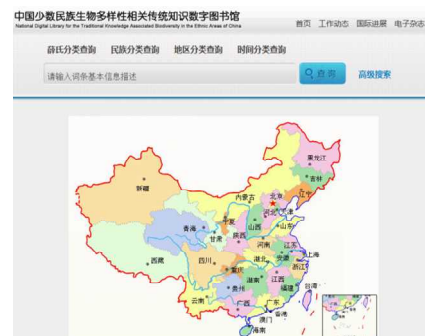 中国少数民族生物多样性相关传统知识数字图书馆
National Digital Library for the Traditional Knowledge Associated Biodiversity in the Ethnic Areas of China
首页 工作动态 国际进展 电子杂志
薛氏分类查询 民族分类查询 地区分类查询 时间分类查询
请输入词条基本信息描述
查 询
高级搜索
黑龙江
吉林
新疆
辽宁
内蒙古
北京
河北
天津
宁夏
山西
山东
青海
甘肃
陕西
河南
江苏
西藏
四川
湖北
安徽
上海
重庆
浙江
湖南
江西
贵州
福建
台湾
云南
广西
广东
澳门
香港
海南